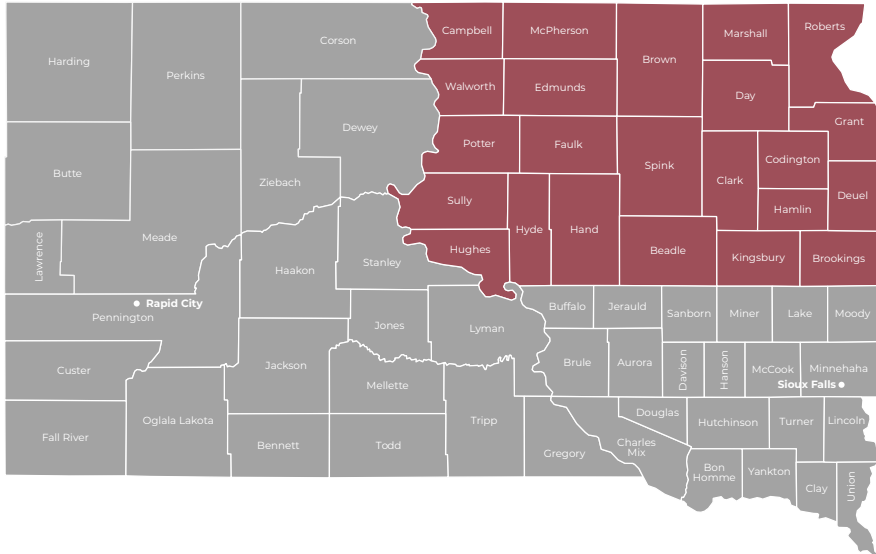 Campbell
McPherson
Roberts
Marshall
Corson
Brown
Harding
Perkins
Walworth
Edmunds
Day
Grant
Dewey
Potter
Faulk
Codington
Spink
Butte
Clark
Ziebach
Deuel
Sully
Hamlin
Hyde
Hand
Meade
Lawrence
Hughes
Beadle
Kingsbury
Brookings
Stanley
Haakon
Rapid City
Pennington
Buffalo
Jerauld
Sanborn
Miner
Lake
Moody
Jones
Lyman
Brule
Aurora
Davison
Hanson
McCook
Minnehaha
Sioux Falls
Custer
Jackson
Mellette
Douglas
Oglala Lakota
Tripp
Hutchinson
Turner
Lincoln
Fall River
Bennett
Todd
Charles
Mix
Gregory
Bon
Homme
Yankton
Clay
Union